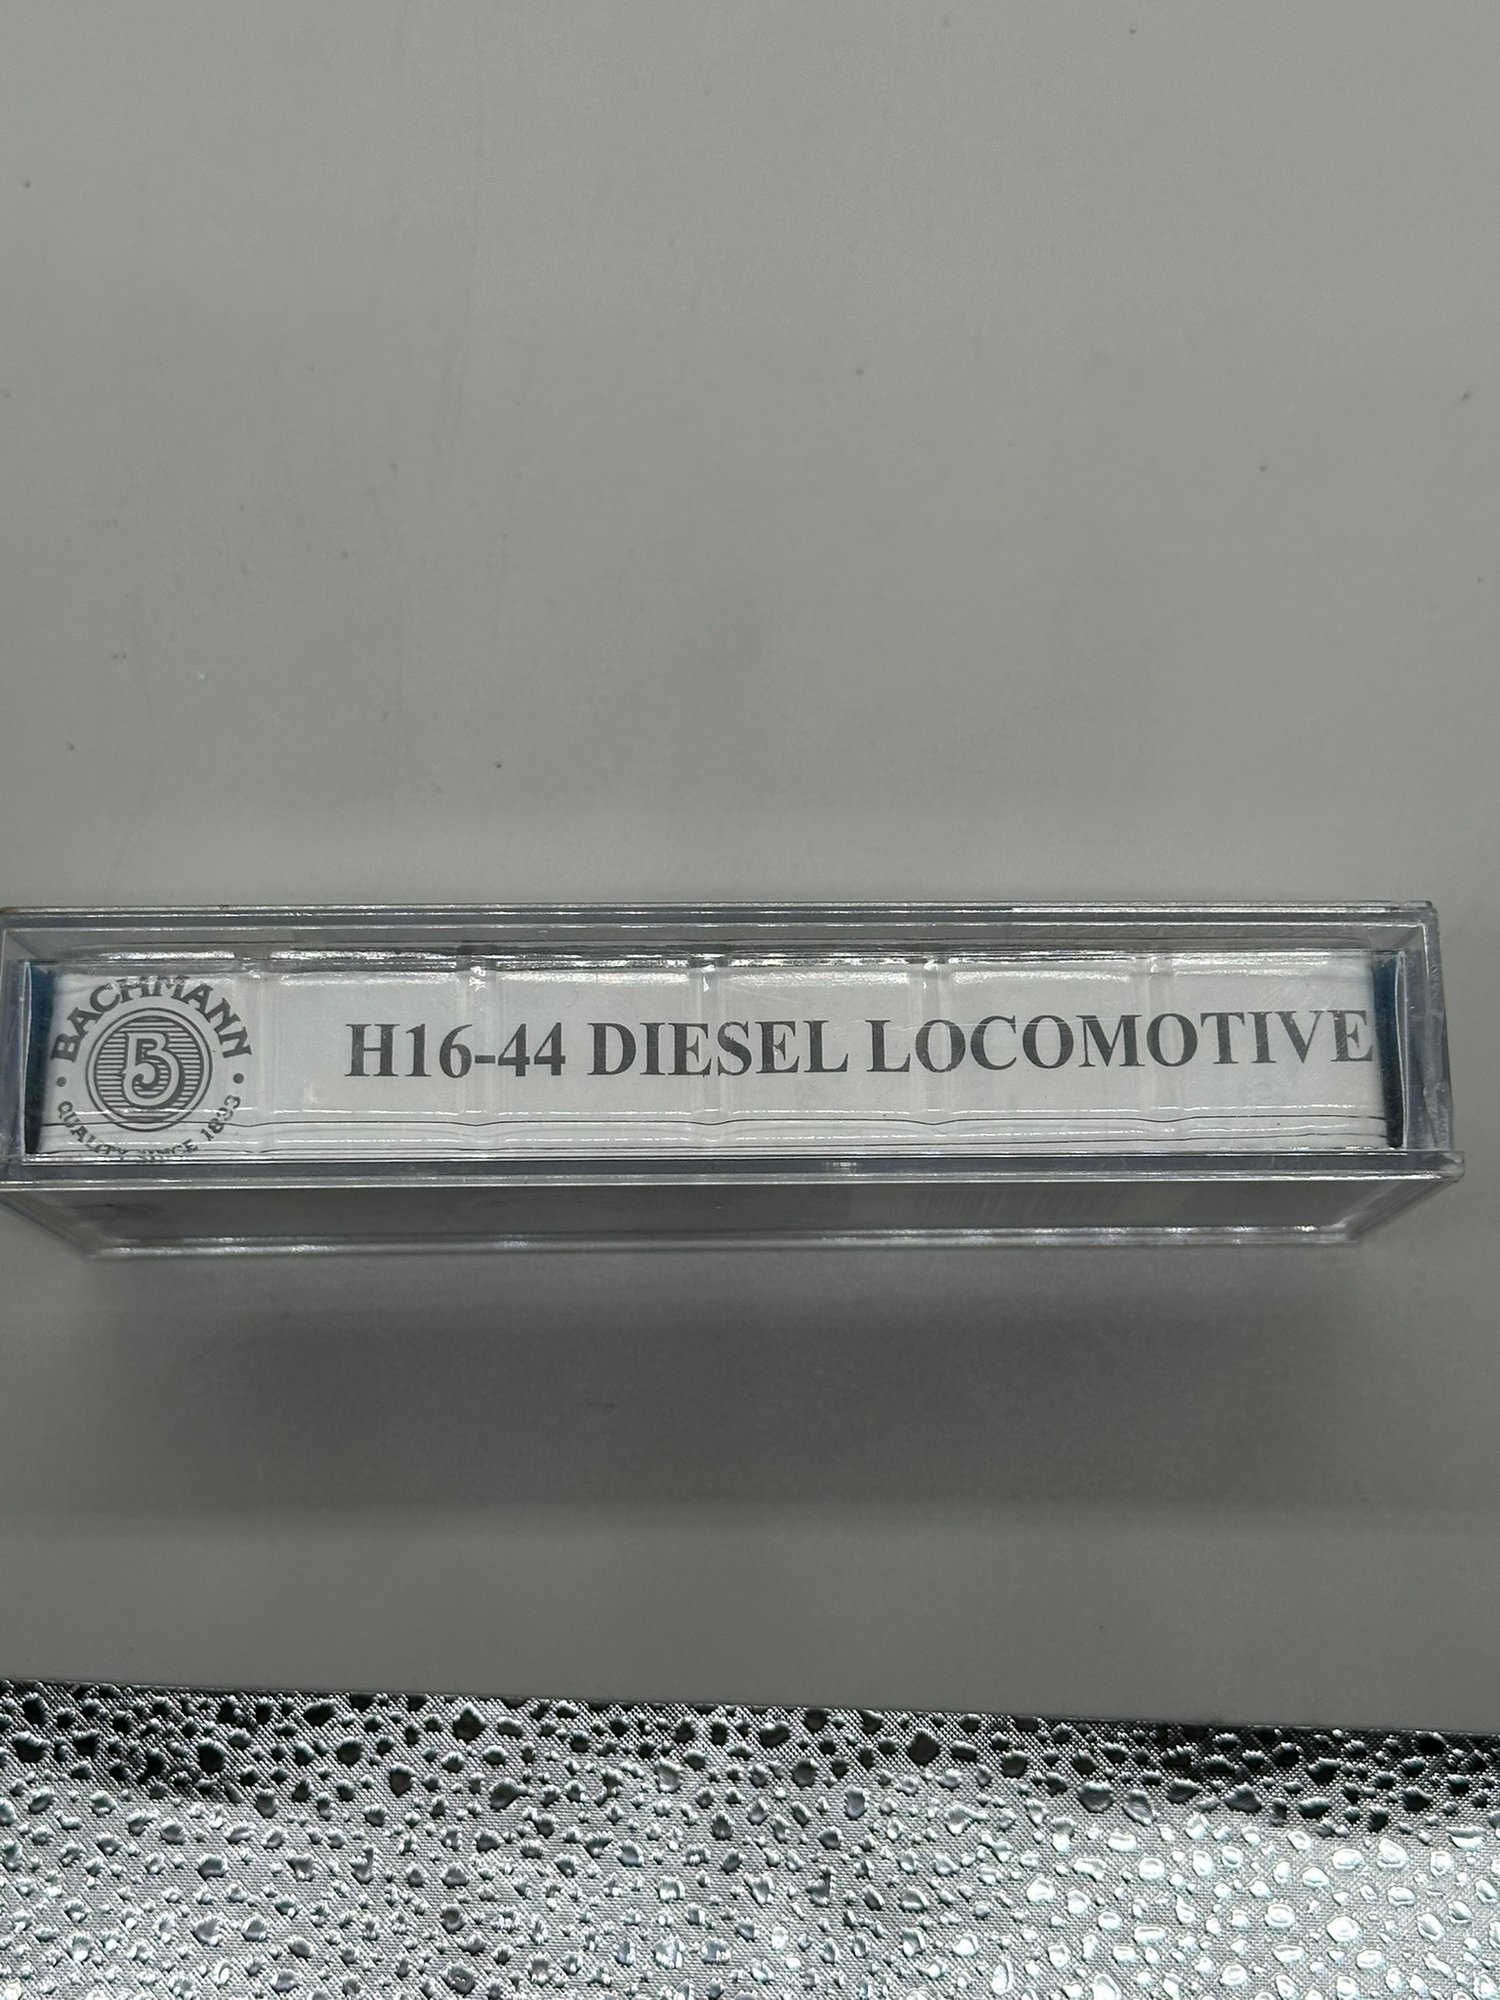 BACHMANN
B
QUALITY SINCE 1833
H16-44 DIESEL LOCOMOTIVE